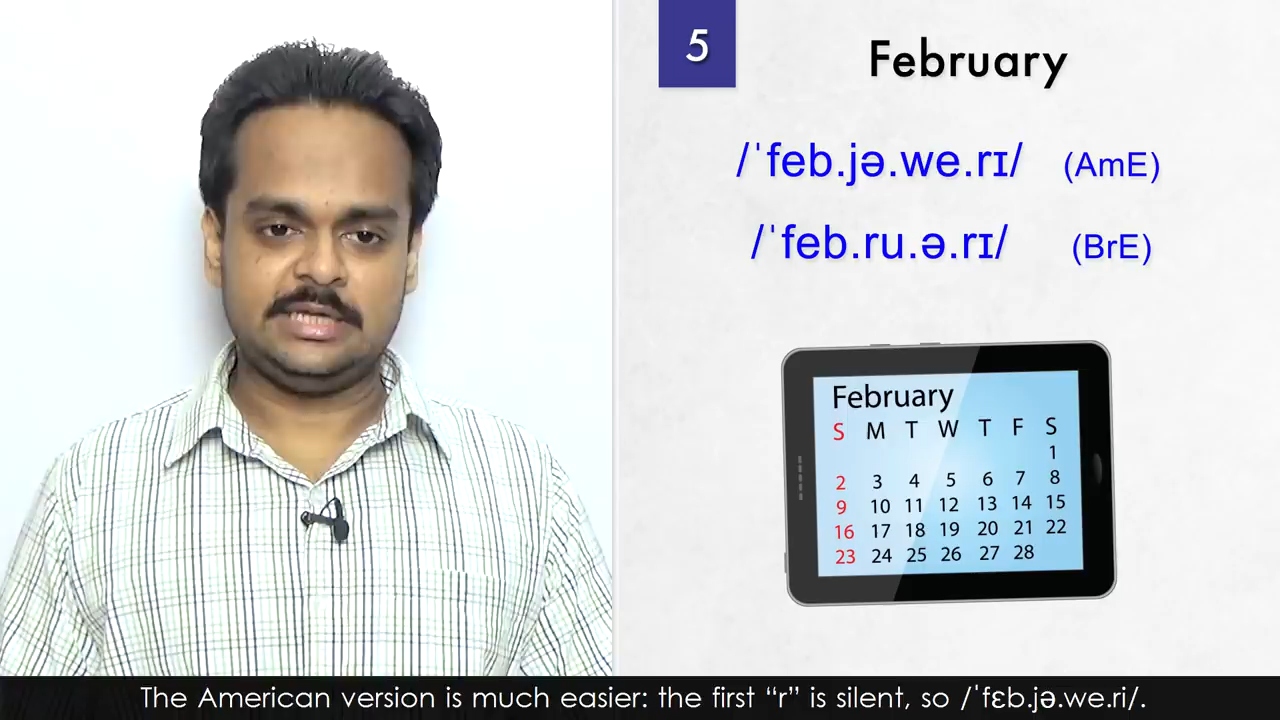 5
February
/ˈfeb.jə.we.rɪ/ (AmE)
/ˈfeb.ru.ə.rɪ/ (BrE)
February
S M T W T F S
1
2 3 4 5 6 7 8
9 10 11 12 13 14 15
16 17 18 19 20 21 22
23 24 25 26 27 28
The American version is much easier: the first “r” is silent, so /ˈfɛb.jə.we.ri/.